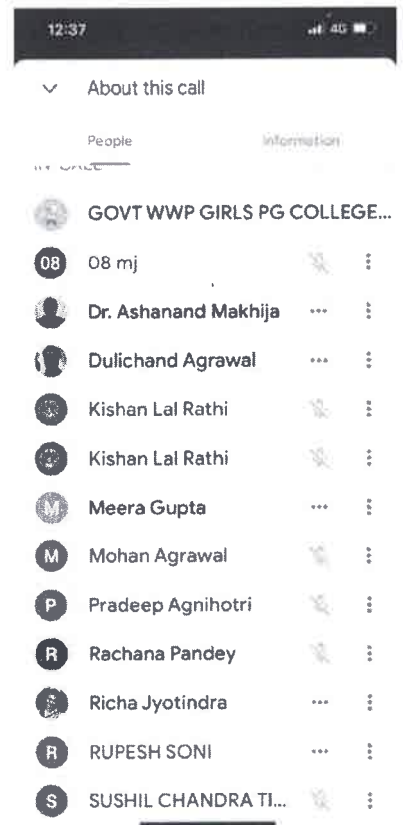 12:37 4G
About this call
People Information
IN CALL
GOVT WWP GIRLS PG COLLEGE...
08 08 mj
Dr. Ashanand Makhija
Dulichand Agrawal
Kishan Lal Rathi
Kishan Lal Rathi
M Meera Gupta
M Mohan Agrawal
P Pradeep Agnihotri
R Rachana Pandey
Richa Jyotindra
R RUPESH SONI
S SUSHIL CHANDRA TI...